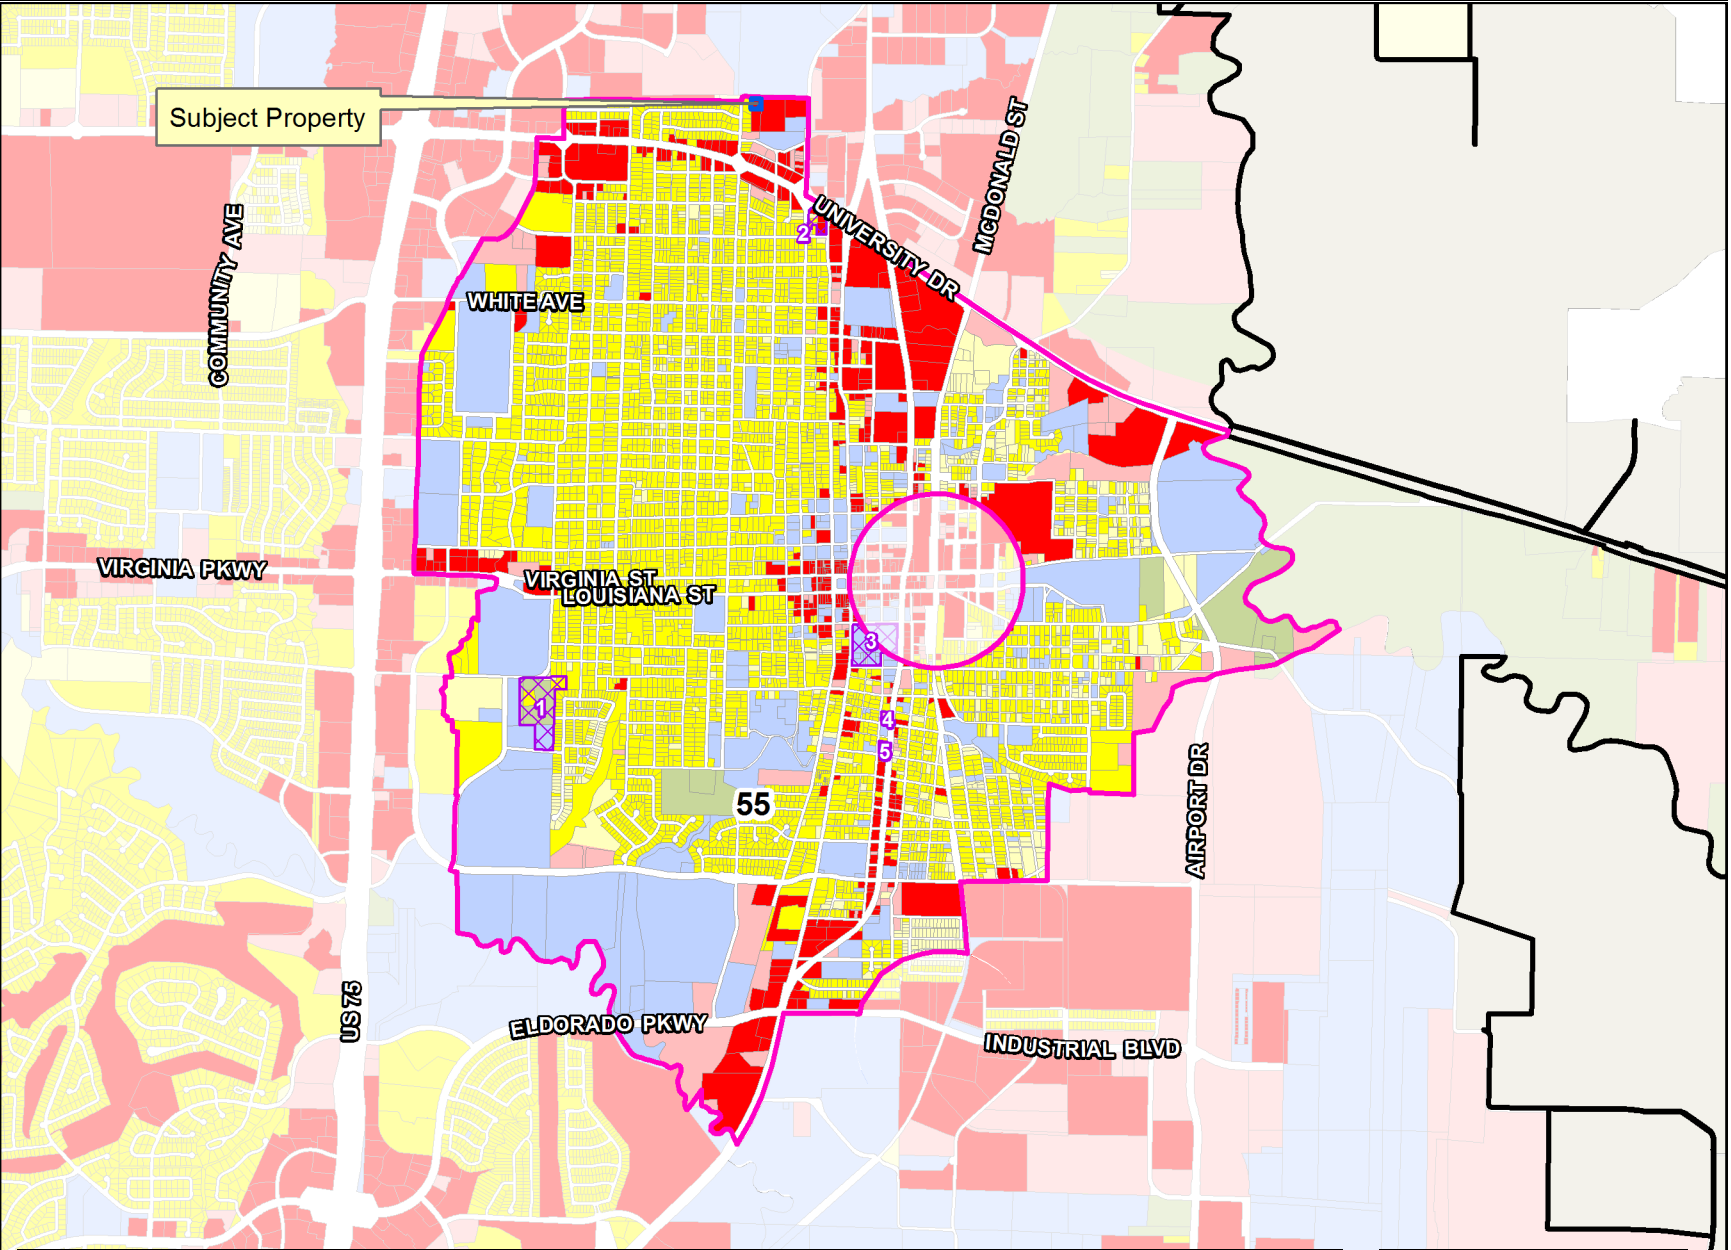 Subject Property
MCDONALD ST
UNIVERSITY DR
2
COMMUNITY AVE
WHITE AVE
VIRGINIA PKWY
VIRGINIA ST
LOUISIANA ST
3
1
4
5
55
AIRPORT DR
US 75
ELDORADO PKWY
INDUSTRIAL BLVD